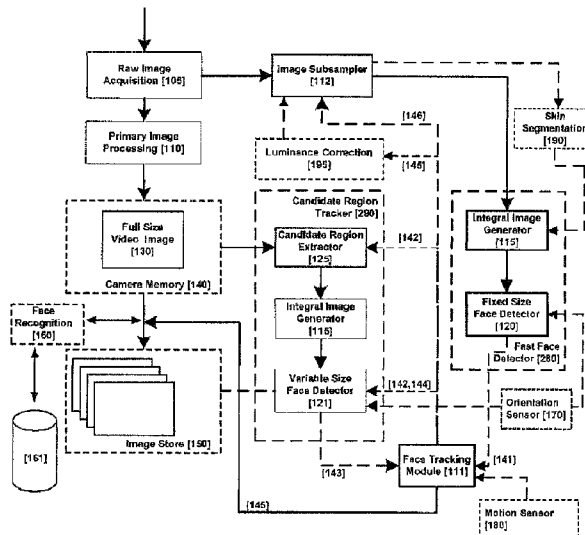 Raw Image
Acquisition [105]
Image Subsampler
[112]
[146]
Skin
Segmentation
[190]
Primary Image
Processing [110]
Luminance Correction
[195]
[146]
Candidate Region
Tracker [290]
Full Size
Video Image
[130]
Camera Memory [140]
Candidate Region
Extractor
[125]
[142]
Integral Image
Generator
[115]
Integral Image
Generator
[115]
Fixed Size
Face Detector
[120]
Fast Face
Detector [280]
Face
Recognition
[160]
Variable Size
Face Detector
[121]
[142,144]
Orientation
Sensor [170]
Image Store [150]
[161]
[143]
Face Tracking
Module [111]
[141]
[145]
Motion Sensor
[180]